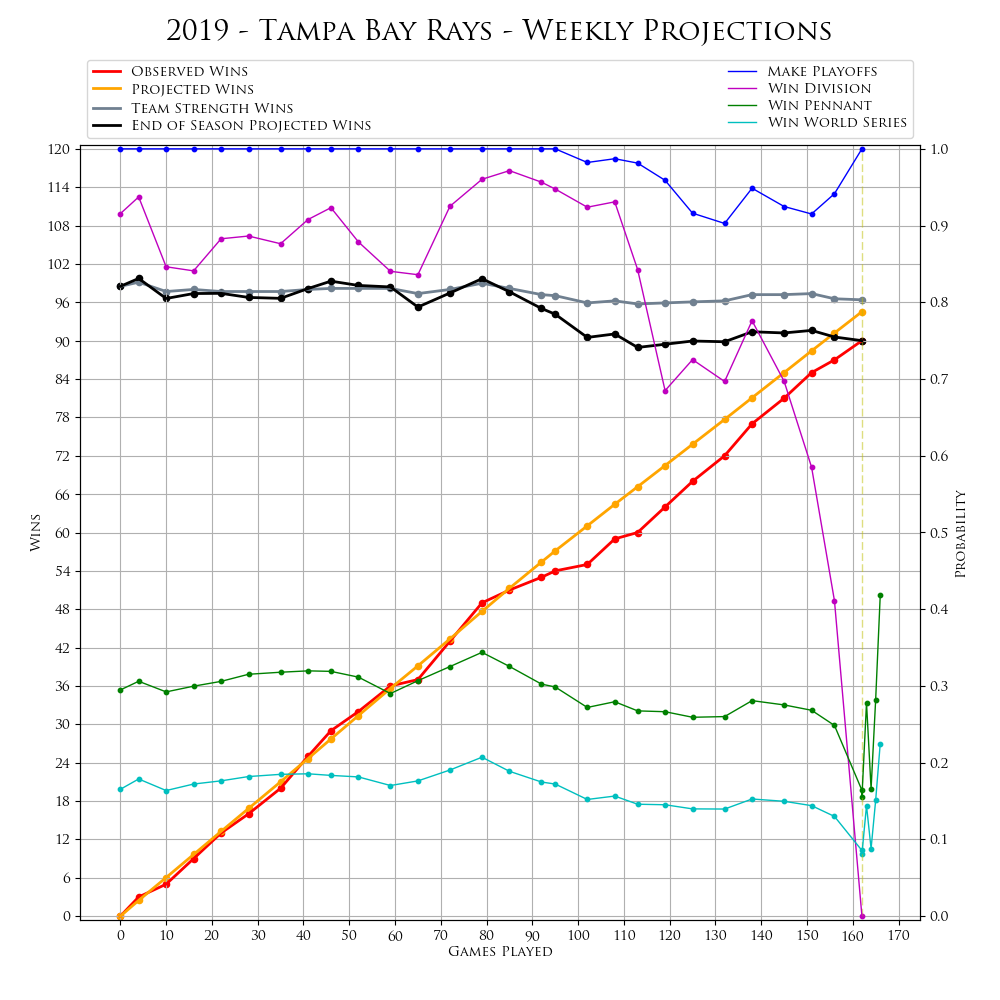 2019 - Tampa Bay Rays - Weekly Projections
Observed Wins
Projected Wins
Team Strength Wins
End of Season Projected Wins
Make Playoffs
Win Division
Win Pennant
Win World Series
120
114
108
102
96
90
84
78
72
66
60
54
48
42
36
30
24
18
12
6
0
Wins
1.0
0.9
0.8
0.7
0.6
0.5
0.4
0.3
0.2
0.1
0.0
Probability
0 10 20 30 40 50 60 70 80 90 100 110 120 130 140 150 160 170
Games Played